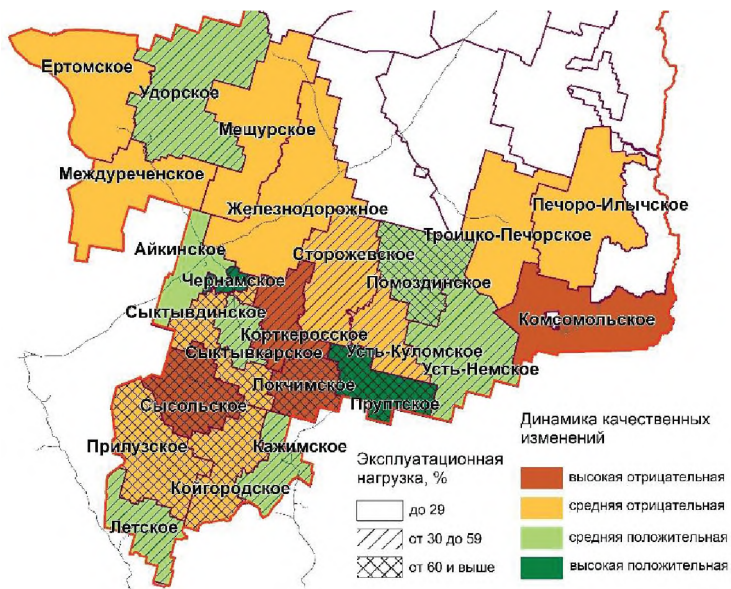 Ертомское
Удорское
Мещурское
Междуреченское
Железнодорожное
Печоро-Илычское
Троицко-Печорское
Айкинское
Сторожевское
Чернамское
Помоздинское
Сыктывдинское
Комсомольское
Корткеросское
Сыктывкарское
Усть-Куломское
Усть-Немское
Сысольское
Покчимское
Пруптское
Прилузское
Кажимское
Койгородское
Летское
Эксплуатационная
нагрузка, %
до 29
от 30 до 59
от 60 и выше
Динамика качественных
изменений
высокая отрицательная
средняя отрицательная
средняя положительная
высокая положительная